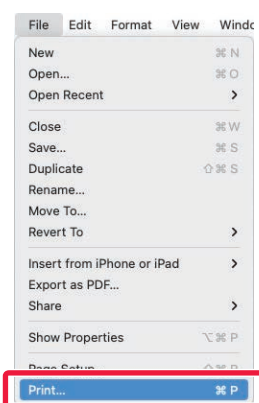 File Edit Format View
New ⌘ N
Open... ⌘ O
Open Recent >
Close ⌘ W
Save... ⌘ S
Duplicate ⇧ ⌘ S
Rename...
Move To...
Revert To >
Insert from iPhone or iPad >
Export as PDF...
Share >
Show Properties ⌥ ⌘ P
Page Setup ⇧ ⌘ P
Print... ⌘ P